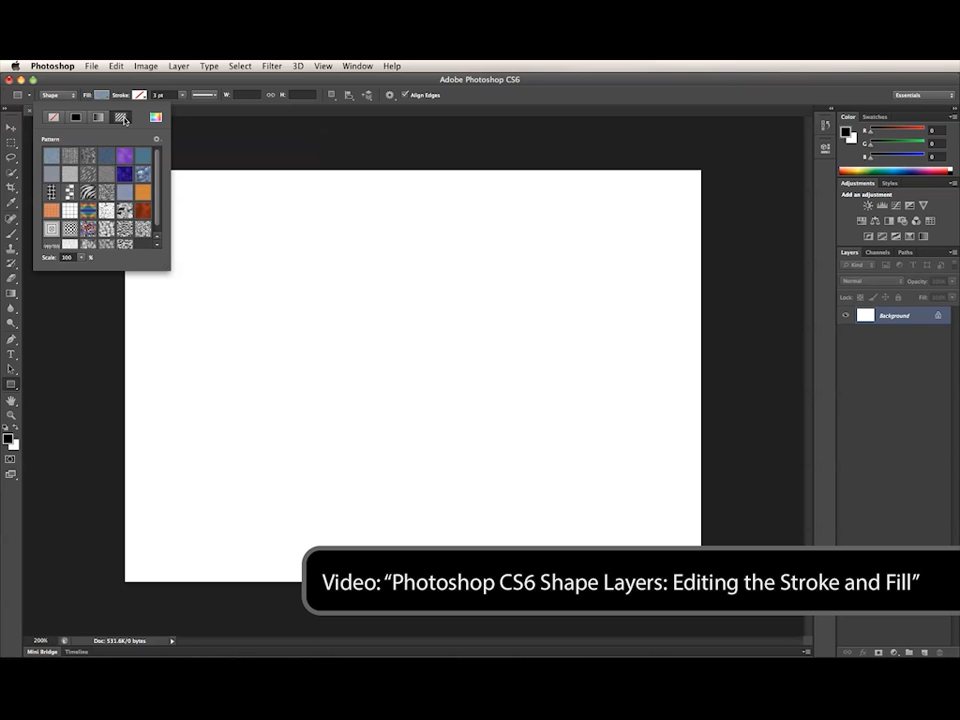 Photoshop File Edit Image Layer Type Select Filter 3D View Window Help
Adobe Photoshop CS6
Shape Fill: Stroke: 3 pt W: H: Align Edges Essentials
Pattern
Scale: 100 %
Color Swatches
R 0
G 0
B 0
Adjustments Styles
Add an adjustment
Layers Channels Paths
Kind
Normal Opacity:
Lock: Fill:
Background
Video: “Photoshop CS6 Shape Layers: Editing the Stroke and Fill”
200% Doc: 531.6K/0 bytes
Mini Bridge Timeline